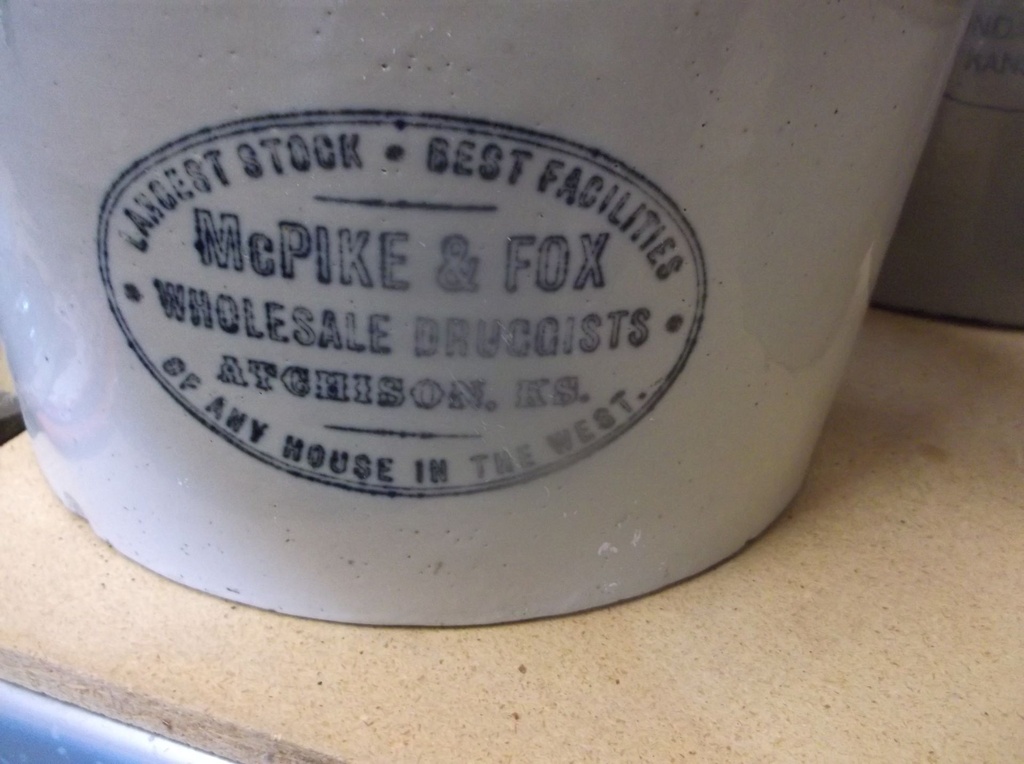 LARGEST STOCK • BEST FACILITIES
McPIKE & FOX
WHOLESALE DRUGGISTS
ATCHISON, KS.
OF ANY HOUSE IN THE WEST.